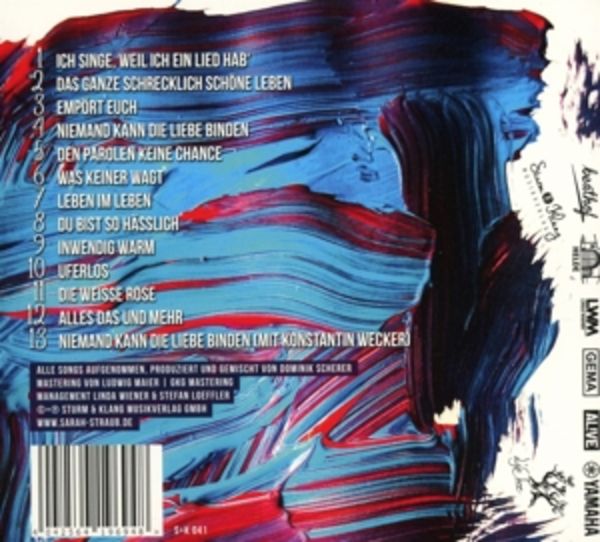 1 ICH SINGE, WEIL ICH EIN LIED HAB'
2 DAS GANZE SCHRECKLICH SCHÖNE LEBEN
3 EMPÖRT EUCH
4 NIEMAND KANN DIE LIEBE BINDEN
5 DEN PAROLEN KEINE CHANCE
6 WAS KEINER WAGT
7 LEBEN IM LEBEN
8 DU BIST SO HÄSSLICH
9 INWENDIG WARM
10 UFERLOS
11 DIE WEISSE ROSE
12 ALLES DAS UND MEHR
13 NIEMAND KANN DIE LIEBE BINDEN (MIT KONSTANTIN WECKER)
ALLE SONGS AUFGENOMMEN, PRODUZIERT UND GEMISCHT VON DOMINIK SCHERER
MASTERING VON LUDWIG MAIER | GKG MASTERING
MANAGEMENT LINDA WIENER & STEFAN LOEFFLER
©+℗ STURM & KLANG MUSIKVERLAG GMBH
WWW.SARAH-STRAUB.DE
S+K 041
Sturm & Klang
MUSIKVERLAG
LWM
GEMA
ALIVE
YAMAHA